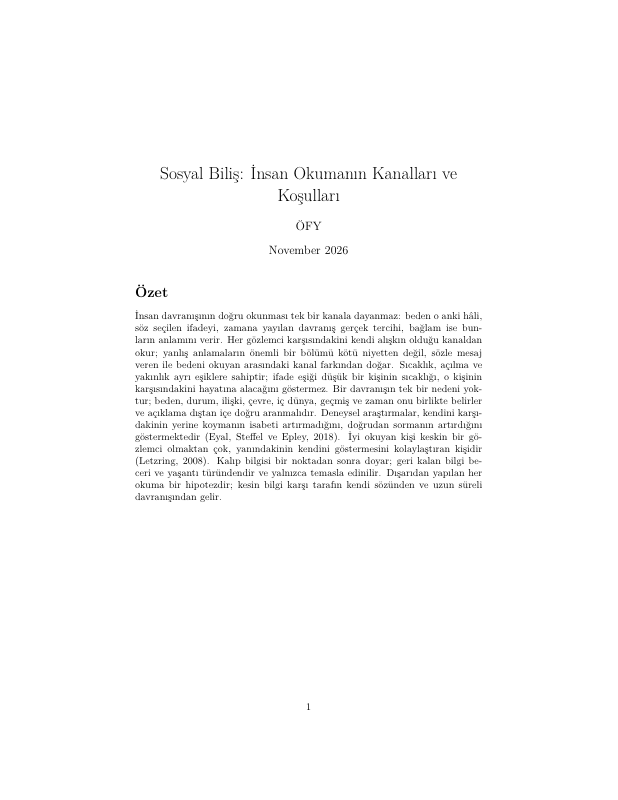 Sosyal Biliş: İnsan Okumanın Kanalları ve
Koşulları
ÖFY
November 2026
Özet
İnsan davranışının doğru okunması tek bir kanala dayanmaz: beden o anki hâli,
söz seçilen ifadeyi, zamana yayılan davranış gerçek tercihi, bağlam ise bun-
ların anlamını verir. Her gözlemci karşısındakini kendi alışkın olduğu kanaldan
okur; yanlış anlamaların önemli bir bölümü kötü niyetten değil, sözle mesaj
veren ile bedeni okuyan arasındaki kanal farkından doğar. Sıcaklık, açılma ve
yakınlık ayrı eşiklere sahiptir; ifade eşiği düşük bir kişinin sıcaklığı, o kişinin
karşısındakini hayatına alacağını göstermez. Bir davranışın tek bir nedeni yok-
tur; beden, durum, ilişki, çevre, iç dünya, geçmiş ve zaman onu birlikte belirler
ve açıklama dıştan içe doğru aranmalıdır. Deneysel araştırmalar, kendini karşı-
dakinin yerine koymanın isabeti artırmadığını, doğrudan sormanın artırdığını
göstermektedir (Eyal, Steffel ve Epley, 2018). İyi okuyan kişi keskin bir gö-
zlemci olmaktan çok, yanındakinin kendini göstermesini kolaylaştıran kişidir
(Letzring, 2008). Kalıp bilgisi bir noktadan sonra doyar; geri kalan bilgi be-
ceri ve yaşantı türündendir ve yalnızca temasla edinilir. Dışarıdan yapılan her
okuma bir hipotezdir; kesin bilgi karşı tarafın kendi sözünden ve uzun süreli
davranışından gelir.
1